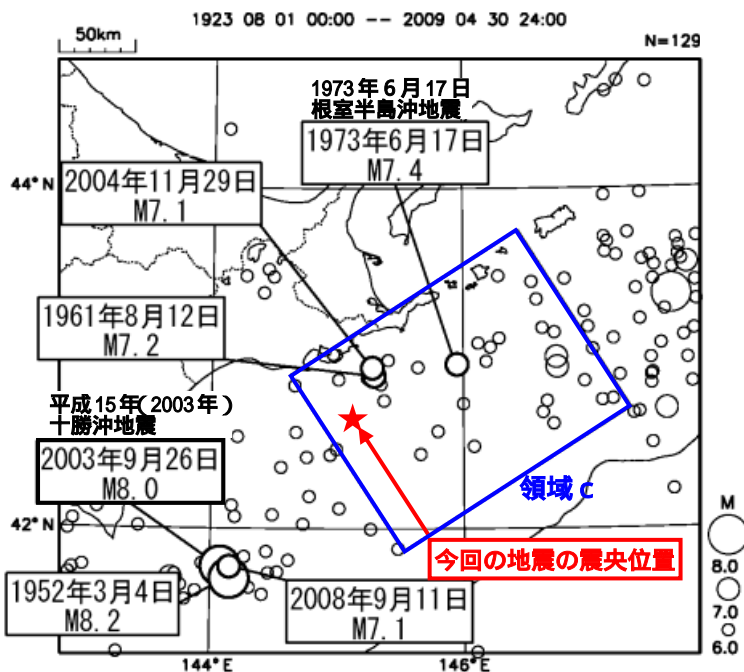 1923 08 01 00:00 -- 2009 04 30 24:00
50km
N=129
1973年6月17日
根室半島沖地震
1973年6月17日
M7.4
44°N
2004年11月29日
M7.1
1961年8月12日
M7.2
平成15年(2003年)
十勝沖地震
2003年9月26日
M8.0
領域c
42°N
今回の地震の震央位置
1952年3月4日
M8.2
2008年9月11日
M7.1
M
8.0
7.0
6.0
144°E
146°E